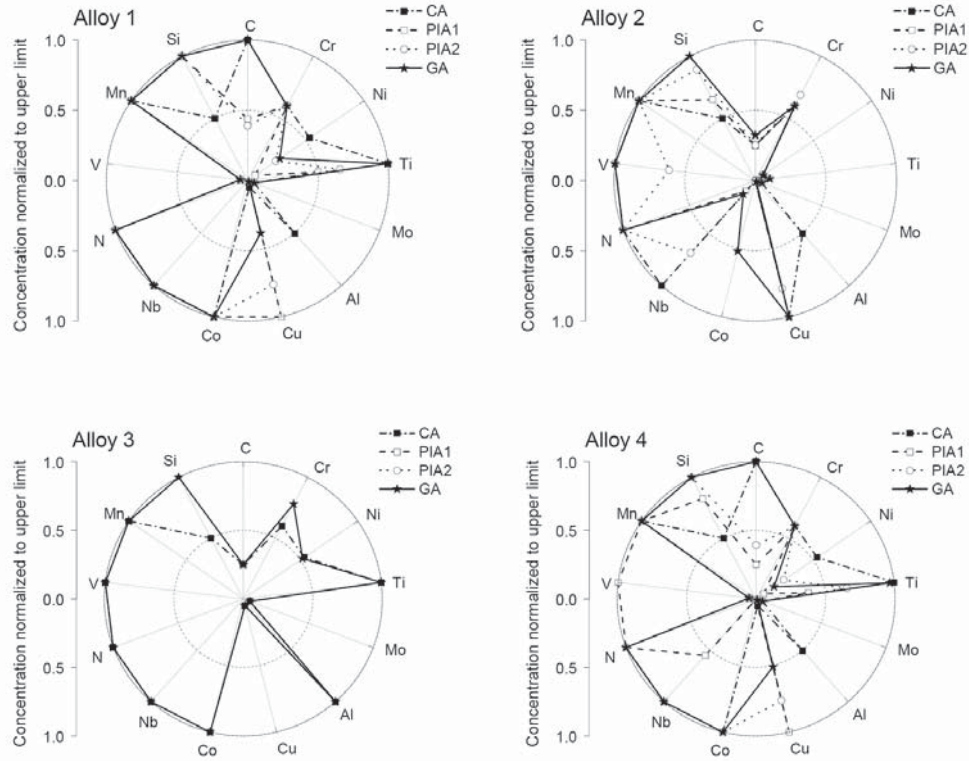 Alloy 1
CA
PIA1
PIA2
GA
Concentration normalized to upper limit
1.0
0.5
0.0
0.5
1.0
C
Cr
Ni
Ti
Mo
Al
Cu
Co
Nb
N
V
Mn
Si
Alloy 2
CA
PIA1
PIA2
GA
Concentration normalized to upper limit
1.0
0.5
0.0
0.5
1.0
C
Cr
Ni
Ti
Mo
Al
Cu
Co
Nb
N
V
Mn
Si
Alloy 3
CA
PIA1
PIA2
GA
Concentration normalized to upper limit
1.0
0.5
0.0
0.5
1.0
C
Cr
Ni
Ti
Mo
Al
Cu
Co
Nb
N
V
Mn
Si
Alloy 4
CA
PIA1
PIA2
GA
Concentration normalized to upper limit
1.0
0.5
0.0
0.5
1.0
C
Cr
Ni
Ti
Mo
Al
Cu
Co
Nb
N
V
Mn
Si